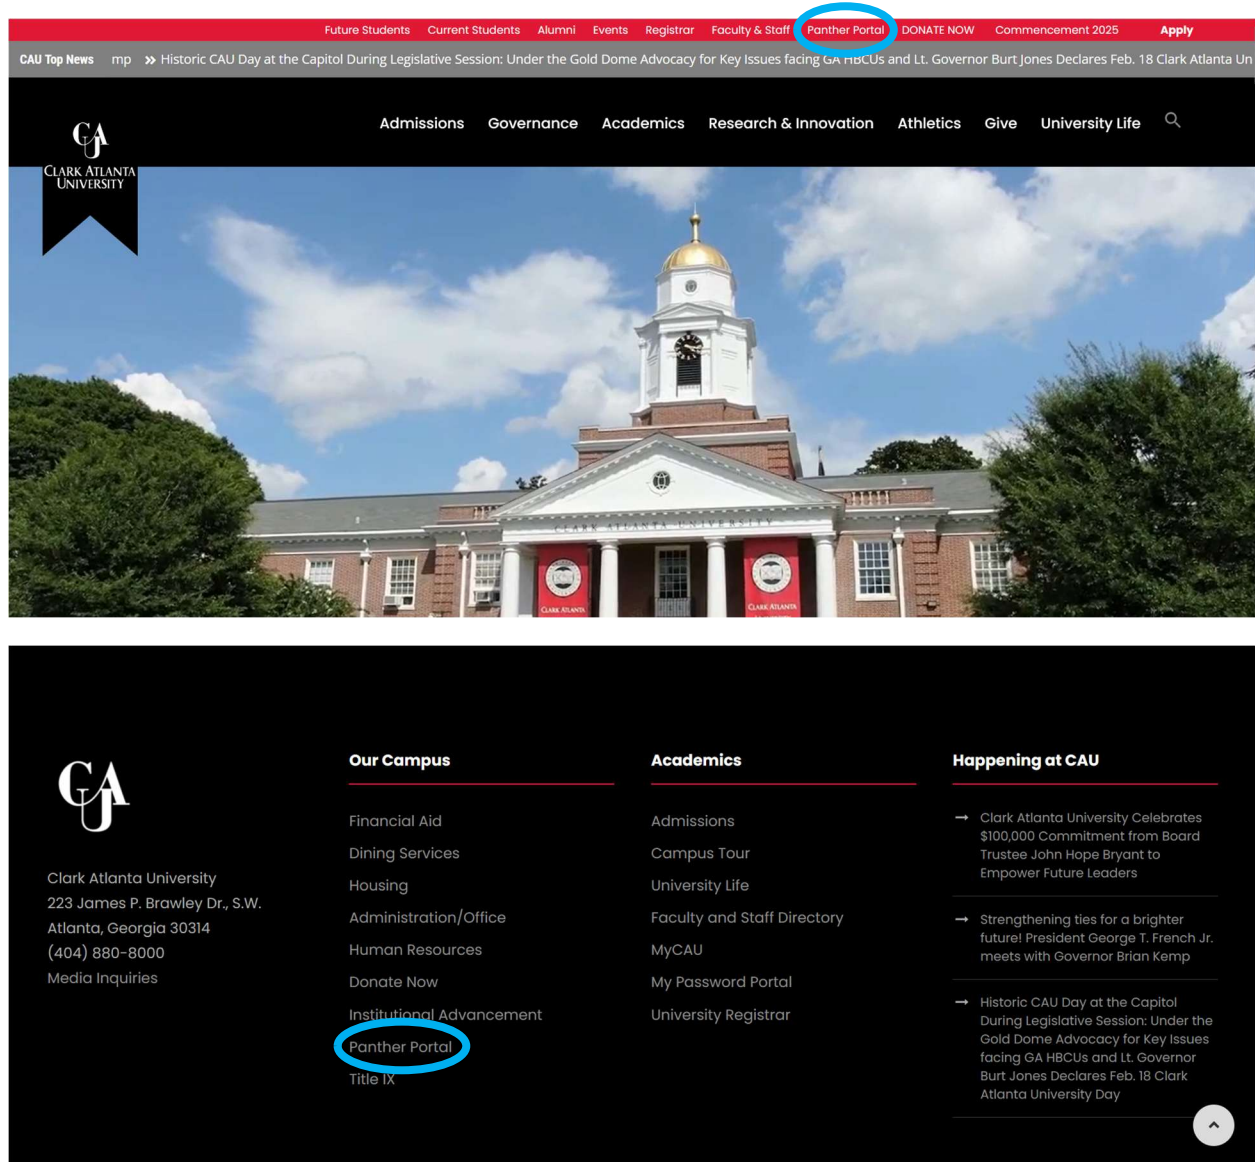 Future Students Current Students Alumni Events Registrar Faculty & Staff Panther Portal DONATE NOW Commencement 2025 Apply
CAU Top News mp » Historic CAU Day at the Capitol During Legislative Session: Under the Gold Dome Advocacy for Key Issues facing GA HBCUs and Lt. Governor Burt Jones Declares Feb. 18 Clark Atlanta Un
Admissions Governance Academics Research & Innovation Athletics Give University Life
CAU
CLARK ATLANTA
UNIVERSITY
CLARK ATLANTA UNIVERSITY
CLARK ATLANTA
CLARK ATLANTA
CAU
Clark Atlanta University
223 James P. Brawley Dr., S.W.
Atlanta, Georgia 30314
(404) 880-8000
Media Inquiries
Our Campus
Financial Aid
Dining Services
Housing
Administration/Office
Human Resources
Donate Now
Institutional Advancement
Panther Portal
Title IX
Academics
Admissions
Campus Tour
University Life
Faculty and Staff Directory
MyCAU
My Password Portal
University Registrar
Happening at CAU
→ Clark Atlanta University Celebrates
$100,000 Commitment from Board
Trustee John Hope Bryant to
Empower Future Leaders
→ Strengthening ties for a brighter
future! President George T. French Jr.
meets with Governor Brian Kemp
→ Historic CAU Day at the Capitol
During Legislative Session: Under the
Gold Dome Advocacy for Key Issues
facing GA HBCUs and Lt. Governor
Burt Jones Declares Feb. 18 Clark
Atlanta University Day